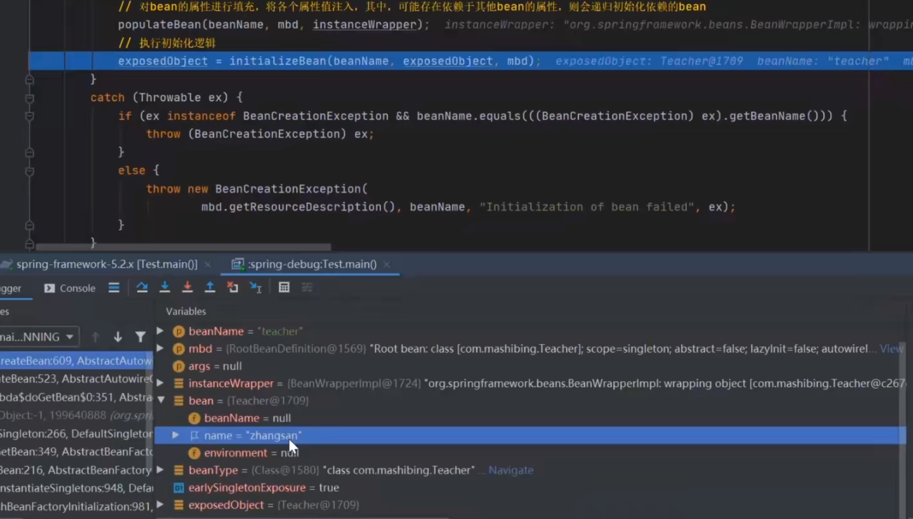 // 对bean的属性进行填充，将各个属性值注入，其中，可能存在依赖于其他bean的属性，则会递归初始化依赖的bean
populateBean(beanName, mbd, instanceWrapper); instanceWrapper: "org.springframework.beans.BeanWrapperImpl: wrapping
// 执行初始化逻辑
exposedObject = initializeBean(beanName, exposedObject, mbd); exposedObject: Teacher@1709 beanName: "teacher"
}
catch (Throwable ex) {
if (ex instanceof BeanCreationException && beanName.equals(((BeanCreationException) ex).getBeanName())) {
throw (BeanCreationException) ex;
}
else {
throw new BeanCreationException(
mbd.getResourceDescription(), beanName, "Initialization of bean failed", ex);
}
}
spring-framework-5.2.x [Test.main()] × :spring-debug:Test.main() ×
gger Console
es Variables
mai...NNING
beanName = "teacher"
mbd = {RootBeanDefinition@1569} "Root bean: class [com.mashibing.Teacher]; scope=singleton; abstract=false; lazyInit=false; autowirel... View
reateBean:609, AbstractAutowire
args = null
eateBean:523, AbstractAutowireC
instanceWrapper = {BeanWrapperImpl@1724} "org.springframework.beans.BeanWrapperImpl: wrapping object [com.mashibing.Teacher@c267
bda$doGetBean$0:351, Abstract
bean = {Teacher@1709}
Object:-1, 199640888 (org.sp
beanName = null
Singleton:266, DefaultSingleton
name = "zhangsan"
GetBean:349, AbstractBeanFacto
environment = null
Bean:216, AbstractBeanFactory
beanType = {Class@1580} "class com.mashibing.Teacher" ... Navigate
nstantiateSingletons:948, Defau
earlySingletonExposure = true
hBeanFactoryInitialization:981,
exposedObject = {Teacher@1709}